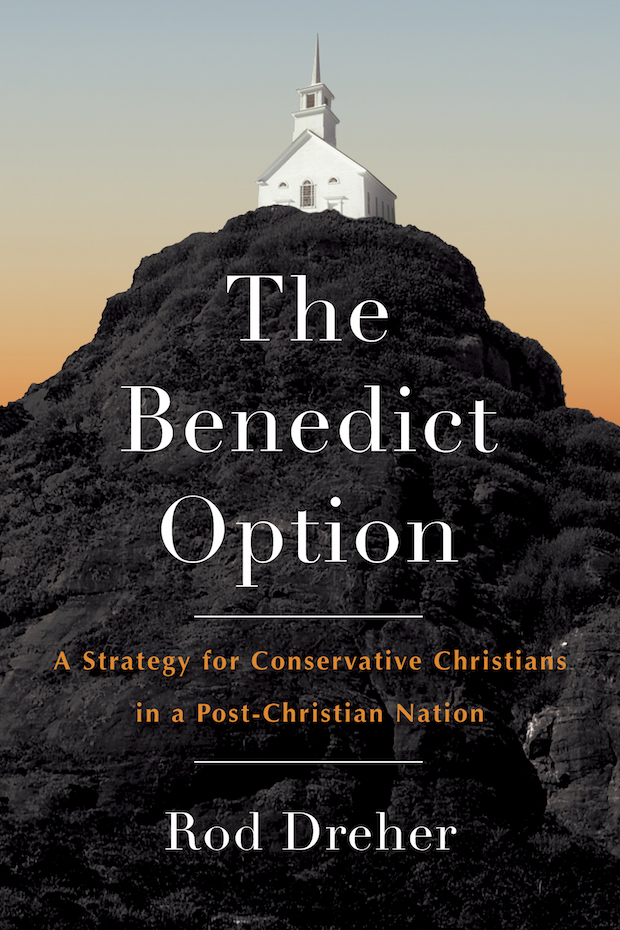 The
Benedict
Option
A Strategy for Conservative Christians
in a Post-Christian Nation
Rod Dreher